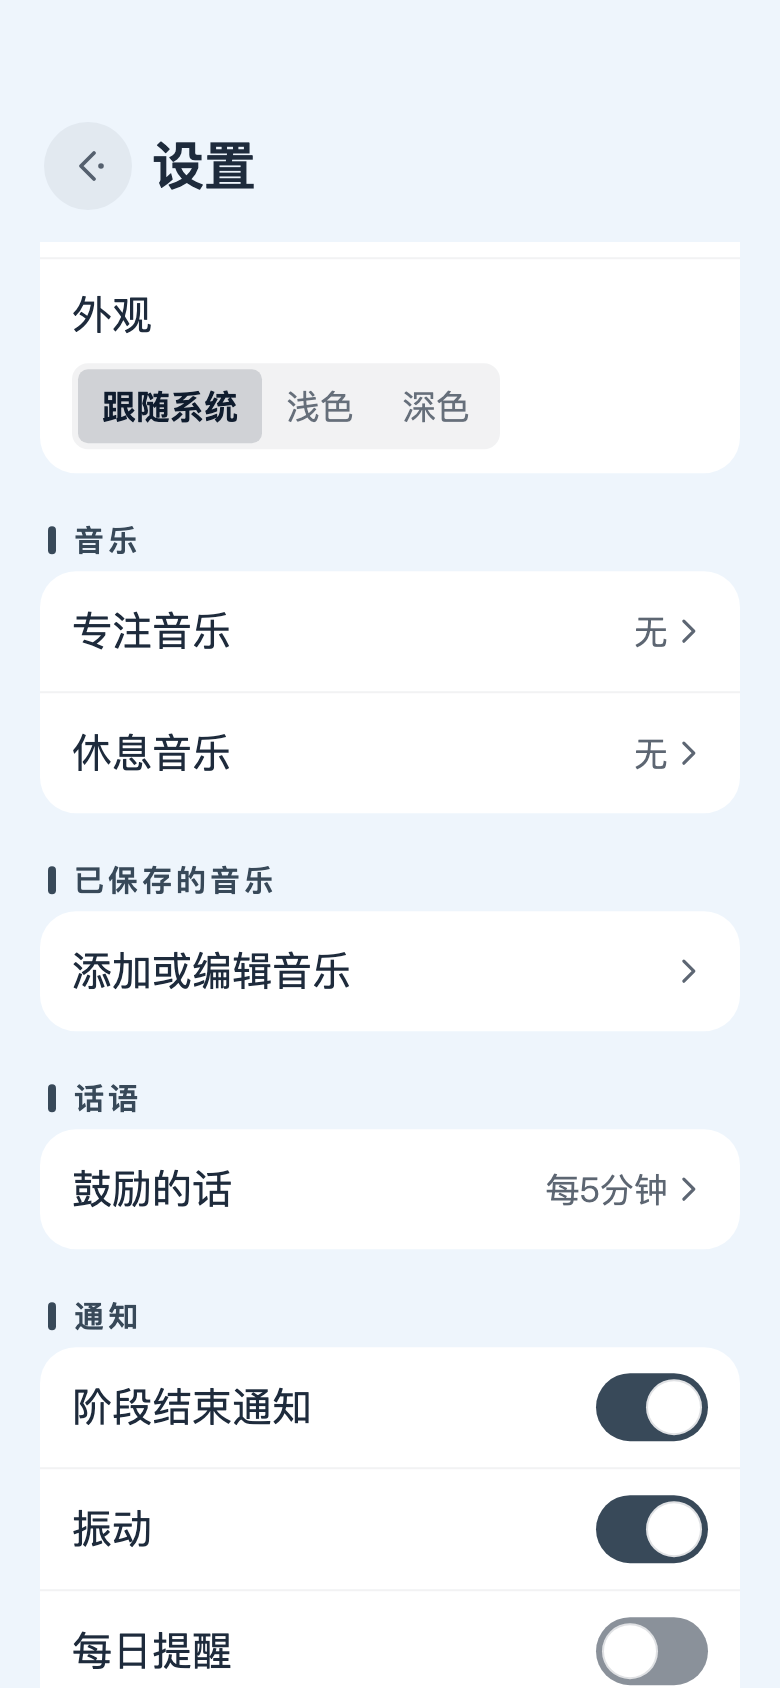 设置
外观
跟随系统 浅色 深色
音乐
专注音乐 无
休息音乐 无
已保存的音乐
添加或编辑音乐
话语
鼓励的话 每5分钟
通知
阶段结束通知
振动
每日提醒